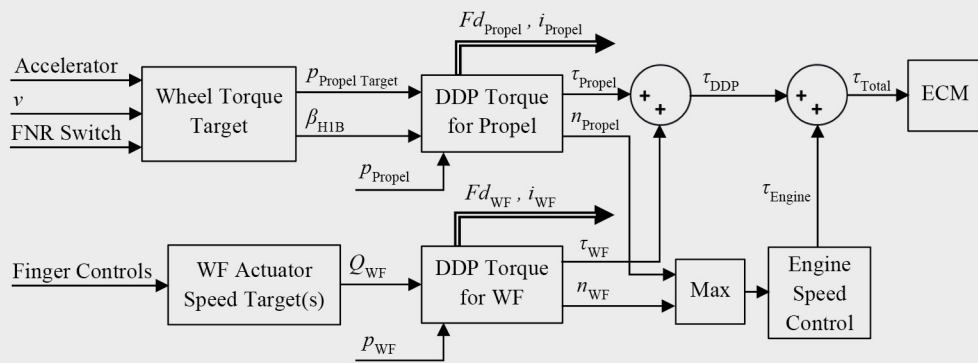 Fd_Propel , i_Propel
Accelerator
v
FNR Switch
Wheel Torque
Target
p_Propel Target
β_H1B
DDP Torque
for Propel
p_Propel
τ_Propel
n_Propel
+
+
τ_DDP
+
+
τ_Total
ECM
τ_Engine
Fd_WF , i_WF
Finger Controls
WF Actuator
Speed Target(s)
Q_WF
DDP Torque
for WF
p_WF
τ_WF
n_WF
Max
Engine
Speed
Control